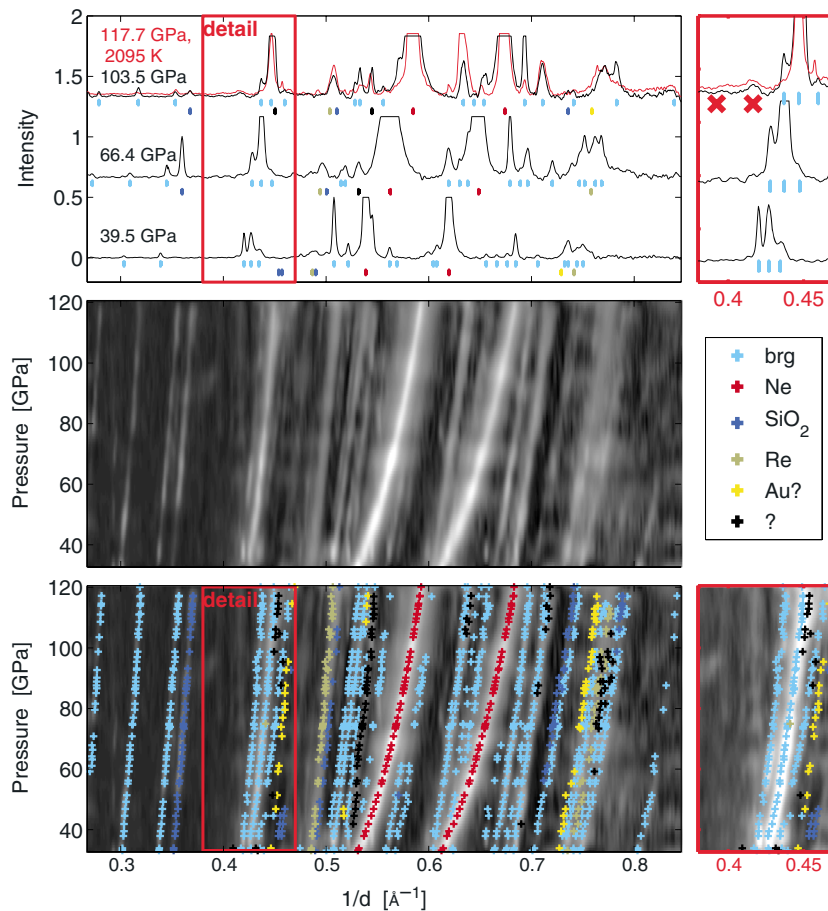 detail
117.7 GPa,
2095 K
103.5 GPa
66.4 GPa
39.5 GPa
Intensity
2
1.5
1
0.5
0
0.4 0.45
Pressure [GPa]
120
100
80
60
40
brg
Ne
SiO2
Re
Au?
?
detail
Pressure [GPa]
120
100
80
60
40
0.3 0.4 0.5 0.6 0.7 0.8
0.4 0.45
1/d [Å⁻¹]